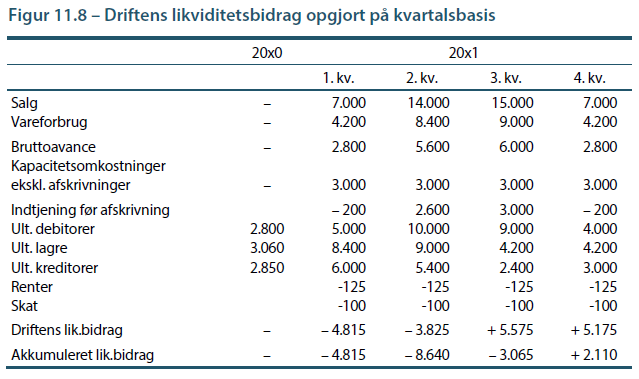 Figur 11.8 – Driftens likviditetsbidrag opgjort på kvartalsbasis
20x0 20x1
1. kv. 2. kv. 3. kv. 4. kv.
Salg – 7.000 14.000 15.000 7.000
Vareforbrug – 4.200 8.400 9.000 4.200
Bruttoavance – 2.800 5.600 6.000 2.800
Kapacitetsomkostninger
ekskl. afskrivninger – 3.000 3.000 3.000 3.000
Indtjening før afskrivning – 200 2.600 3.000 – 200
Ult. debitorer 2.800 5.000 10.000 9.000 4.000
Ult. lagre 3.060 8.400 9.000 4.200 4.200
Ult. kreditorer 2.850 6.000 5.400 2.400 3.000
Renter -125 -125 -125 -125
Skat -100 -100 -100 -100
Driftens lik.bidrag – – 4.815 – 3.825 + 5.575 + 5.175
Akkumuleret lik.bidrag – – 4.815 – 8.640 – 3.065 + 2.110